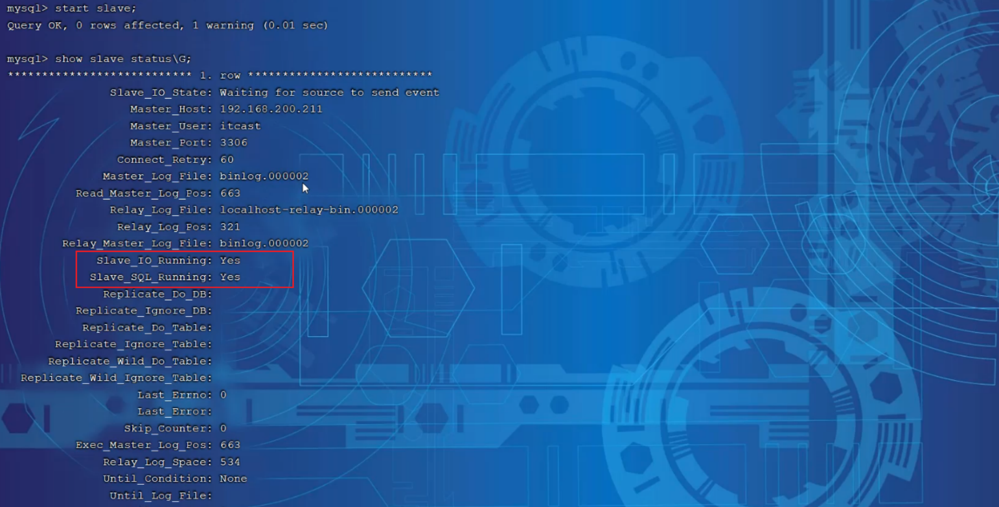 mysql> start slave;
Query OK, 0 rows affected, 1 warning (0.01 sec)
mysql> show slave status\G;
*************************** 1. row ***************************
Slave_IO_State: Waiting for source to send event
Master_Host: 192.168.200.211
Master_User: itcast
Master_Port: 3306
Connect_Retry: 60
Master_Log_File: binlog.000002
Read_Master_Log_Pos: 663
Relay_Log_File: localhost-relay-bin.000002
Relay_Log_Pos: 321
Relay_Master_Log_File: binlog.000002
Slave_IO_Running: Yes
Slave_SQL_Running: Yes
Replicate_Do_DB:
Replicate_Ignore_DB:
Replicate_Do_Table:
Replicate_Ignore_Table:
Replicate_Wild_Do_Table:
Replicate_Wild_Ignore_Table:
Last_Errno: 0
Last_Error:
Skip_Counter: 0
Exec_Master_Log_Pos: 663
Relay_Log_Space: 534
Until_Condition: None
Until_Log_File: